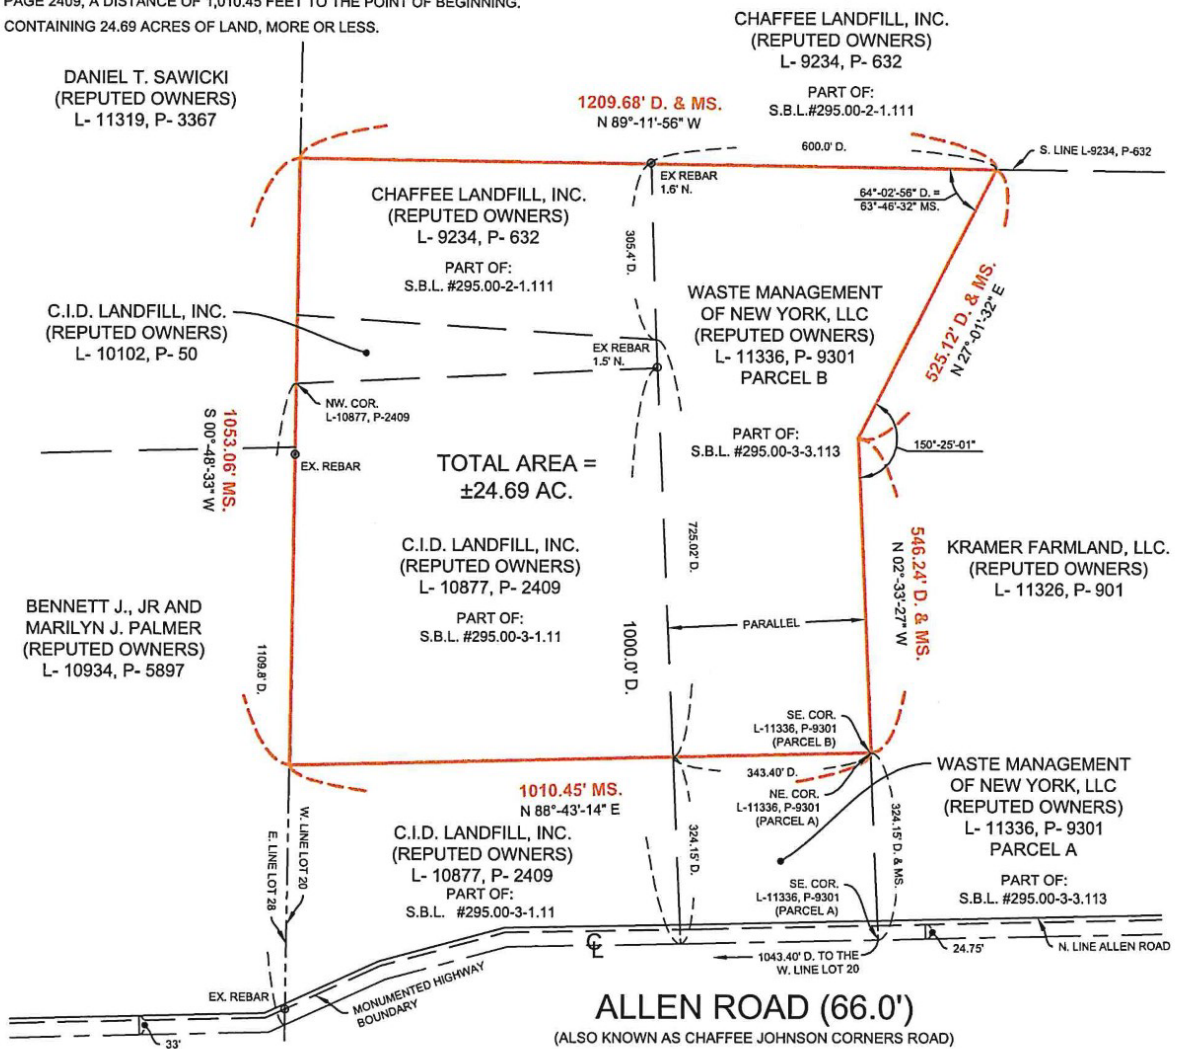 PAGE 2409, A DISTANCE OF 1,010.45 FEET TO THE POINT OF BEGINNING.
CONTAINING 24.69 ACRES OF LAND, MORE OR LESS.
CHAFFEE LANDFILL, INC.
(REPUTED OWNERS)
L- 9234, P- 632
PART OF:
S.B.L.#295.00-2-1.111
DANIEL T. SAWICKI
(REPUTED OWNERS)
L- 11319, P- 3367
1209.68' D. & MS.
N 89°-11'-56" W
600.0' D.
S. LINE L-9234, P-632
EX REBAR
1.6' N.
64°-02'-56" D. =
63°-46'-32" MS.
CHAFFEE LANDFILL, INC.
(REPUTED OWNERS)
L- 9234, P- 632
PART OF:
S.B.L. #295.00-2-1.111
305.4' D.
WASTE MANAGEMENT
OF NEW YORK, LLC
(REPUTED OWNERS)
L- 11336, P- 9301
PARCEL B
PART OF:
S.B.L. #295.00-3-3.113
525.12' D. & MS.
N 27°-01'-32" E
C.I.D. LANDFILL, INC.
(REPUTED OWNERS)
L- 10102, P- 50
EX REBAR
1.5' N.
NW. COR.
L-10877, P-2409
1053.06' MS.
S 00°-48'-33" W
EX. REBAR
150°-25'-01"
TOTAL AREA =
±24.69 AC.
725.02' D.
C.I.D. LANDFILL, INC.
(REPUTED OWNERS)
L- 10877, P- 2409
PART OF:
S.B.L. #295.00-3-1.11
546.24' D. & MS.
N 02°-33'-27" W
KRAMER FARMLAND, LLC.
(REPUTED OWNERS)
L- 11326, P- 901
BENNETT J., JR AND
MARILYN J. PALMER
(REPUTED OWNERS)
L- 10934, P- 5897
1109.8' D.
1000.0' D.
PARALLEL
SE. COR.
L-11336, P-9301
(PARCEL B)
343.40' D.
NE. COR.
L-11336, P-9301
(PARCEL A)
1010.45' MS.
N 88°-43'-14" E
WASTE MANAGEMENT
OF NEW YORK, LLC
(REPUTED OWNERS)
L- 11336, P- 9301
PARCEL A
PART OF:
S.B.L. #295.00-3-3.113
324.15' D.
324.15' D. & MS.
C.I.D. LANDFILL, INC.
(REPUTED OWNERS)
L- 10877, P- 2409
PART OF:
S.B.L. #295.00-3-1.11
W. LINE LOT 20
E. LINE LOT 28
SE. COR.
L-11336, P-9301
(PARCEL A)
CL
1043.40' D. TO THE
W. LINE LOT 20
24.75'
N. LINE ALLEN ROAD
EX. REBAR
MONUMENTED HIGHWAY
BOUNDARY
33'
ALLEN ROAD (66.0')
(ALSO KNOWN AS CHAFFEE JOHNSON CORNERS ROAD)